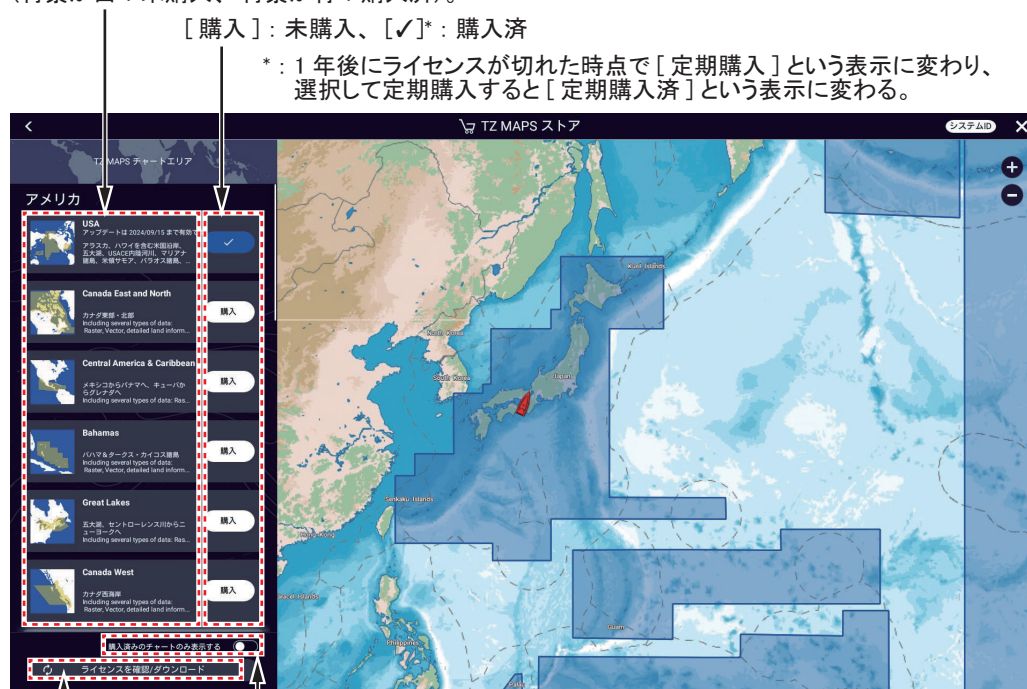 [購入]：未購入、[✓]*：購入済
*：1 年後にライセンスが切れた時点で[定期購入]という表示に変わり、
選択して定期購入すると[定期購入済]という表示に変わる。
TZ MAPS ストア
システムID
TZ MAPS チャートエリア
アメリカ
USA
アップデートは 2024/09/15 まで有効で
アラスカ、ハワイを含む米国沿岸、
五大湖、USACE内陸河川、マリアナ
諸島、米領サモア、パラオス諸島、...
Canada East and North
カナダ東部・北部
Including several types of data:
Raster, Vector, detailed land inform...
購入
Central America & Caribbean
メキシコからパナマへ、キューバか
らグレナダへ
Including several types of data: Ras...
購入
Bahamas
バハマ&タークス・カイコス諸島
Including several types of data:
Raster, Vector, detailed land inform...
購入
Great Lakes
五大湖、セントローレンス川からニ
ューヨークへ
Including several types of data: Ras...
購入
Canada West
カナダ西海岸
Including several types of data:
Raster, Vector, detailed land inform...
購入
購入済みのチャートのみ表示する
ライセンスを確認/ダウンロード
Kuril Islands
North Korea
South Korea
Japan
Senkaku Islands
Hong Kong
Paracel Islands
Philippines
Guam
Palau